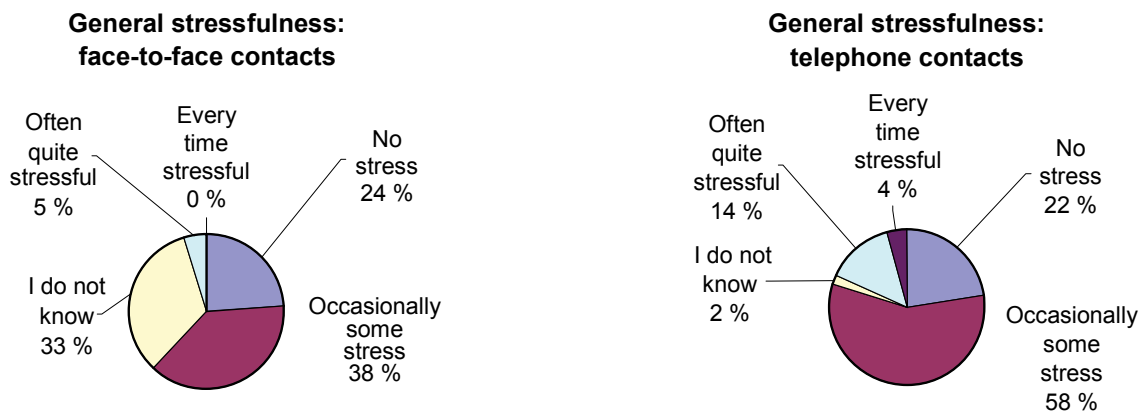 General stressfulness:
face-to-face contacts
Often
quite
stressful
5 %
Every
time
stressful
0 %
No
stress
24 %
I do not
know
33 %
Occasionally
some
stress
38 %
General stressfulness:
telephone contacts
Often
quite
stressful
14 %
Every
time
stressful
4 %
No
stress
22 %
I do not
know
2 %
Occasionally
some
stress
58 %